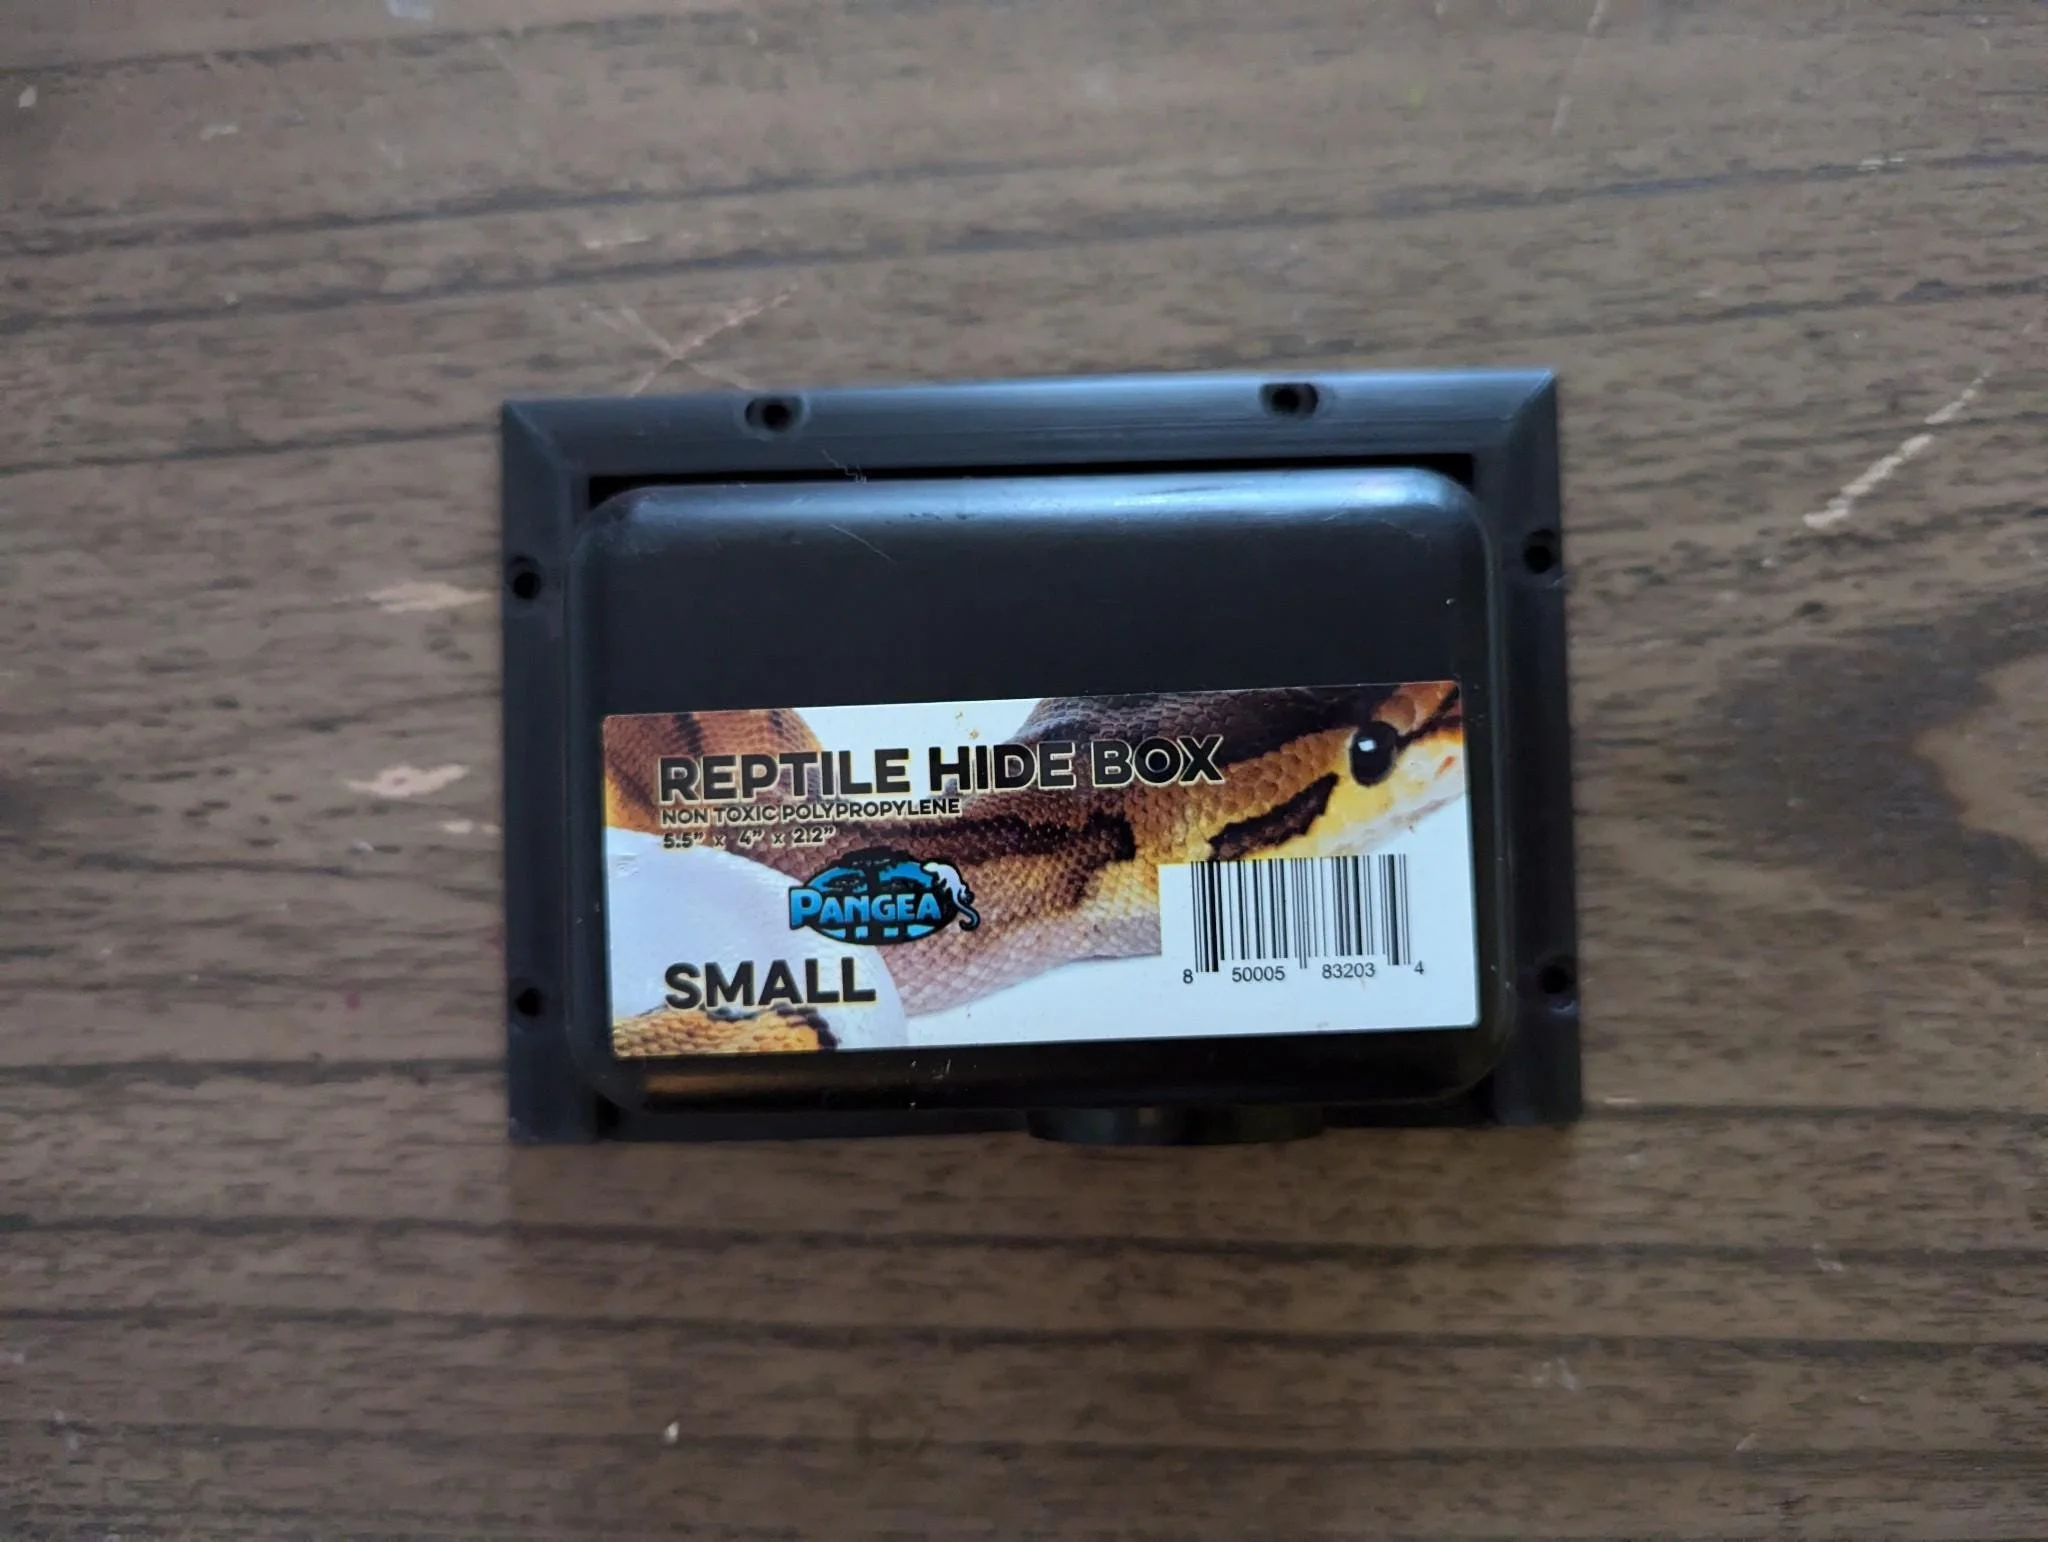 REPTILE HIDE BOX
NON TOXIC POLYPROPYLENE
5.5" x 4" x 2.2"
PANGEA
SMALL
8 50005 83203 4